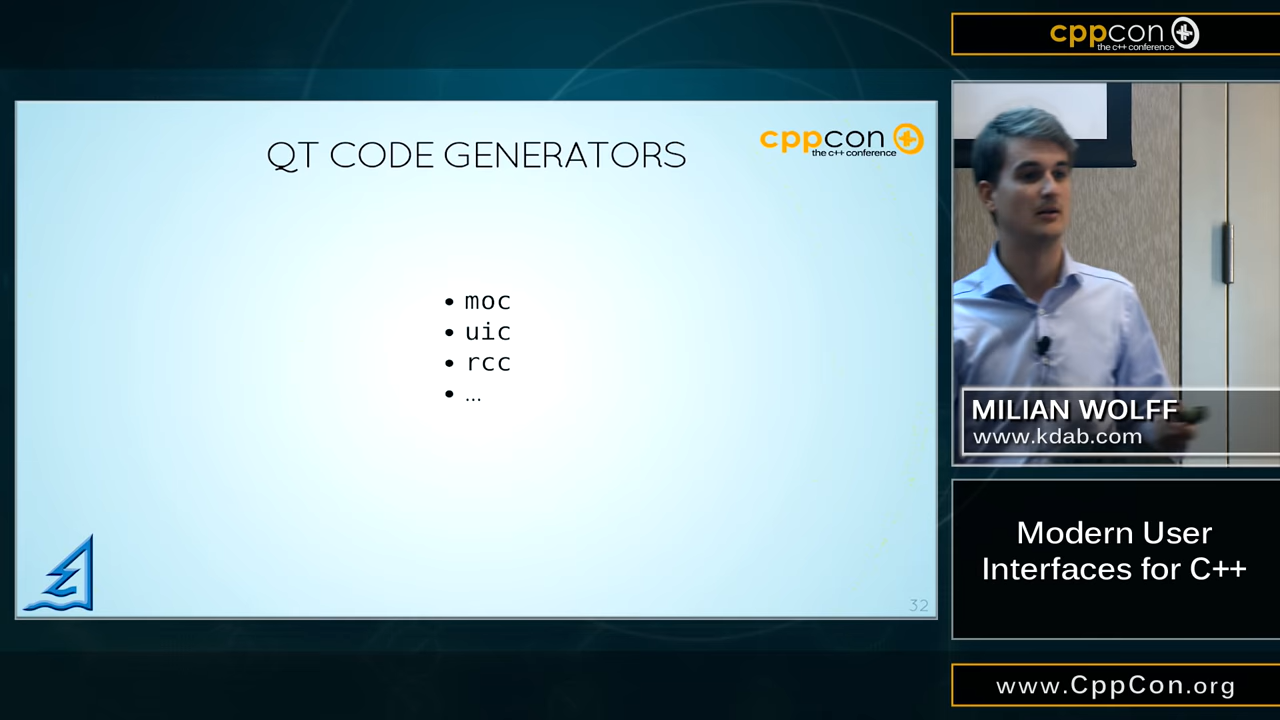 cppcon
the c++ conference
QT CODE GENERATORS
cppcon
the c++ conference
• moc
• uic
• rcc
• ...
32
MILIAN WOLFF
www.kdab.com
Modern User
Interfaces for C++
www.CppCon.org